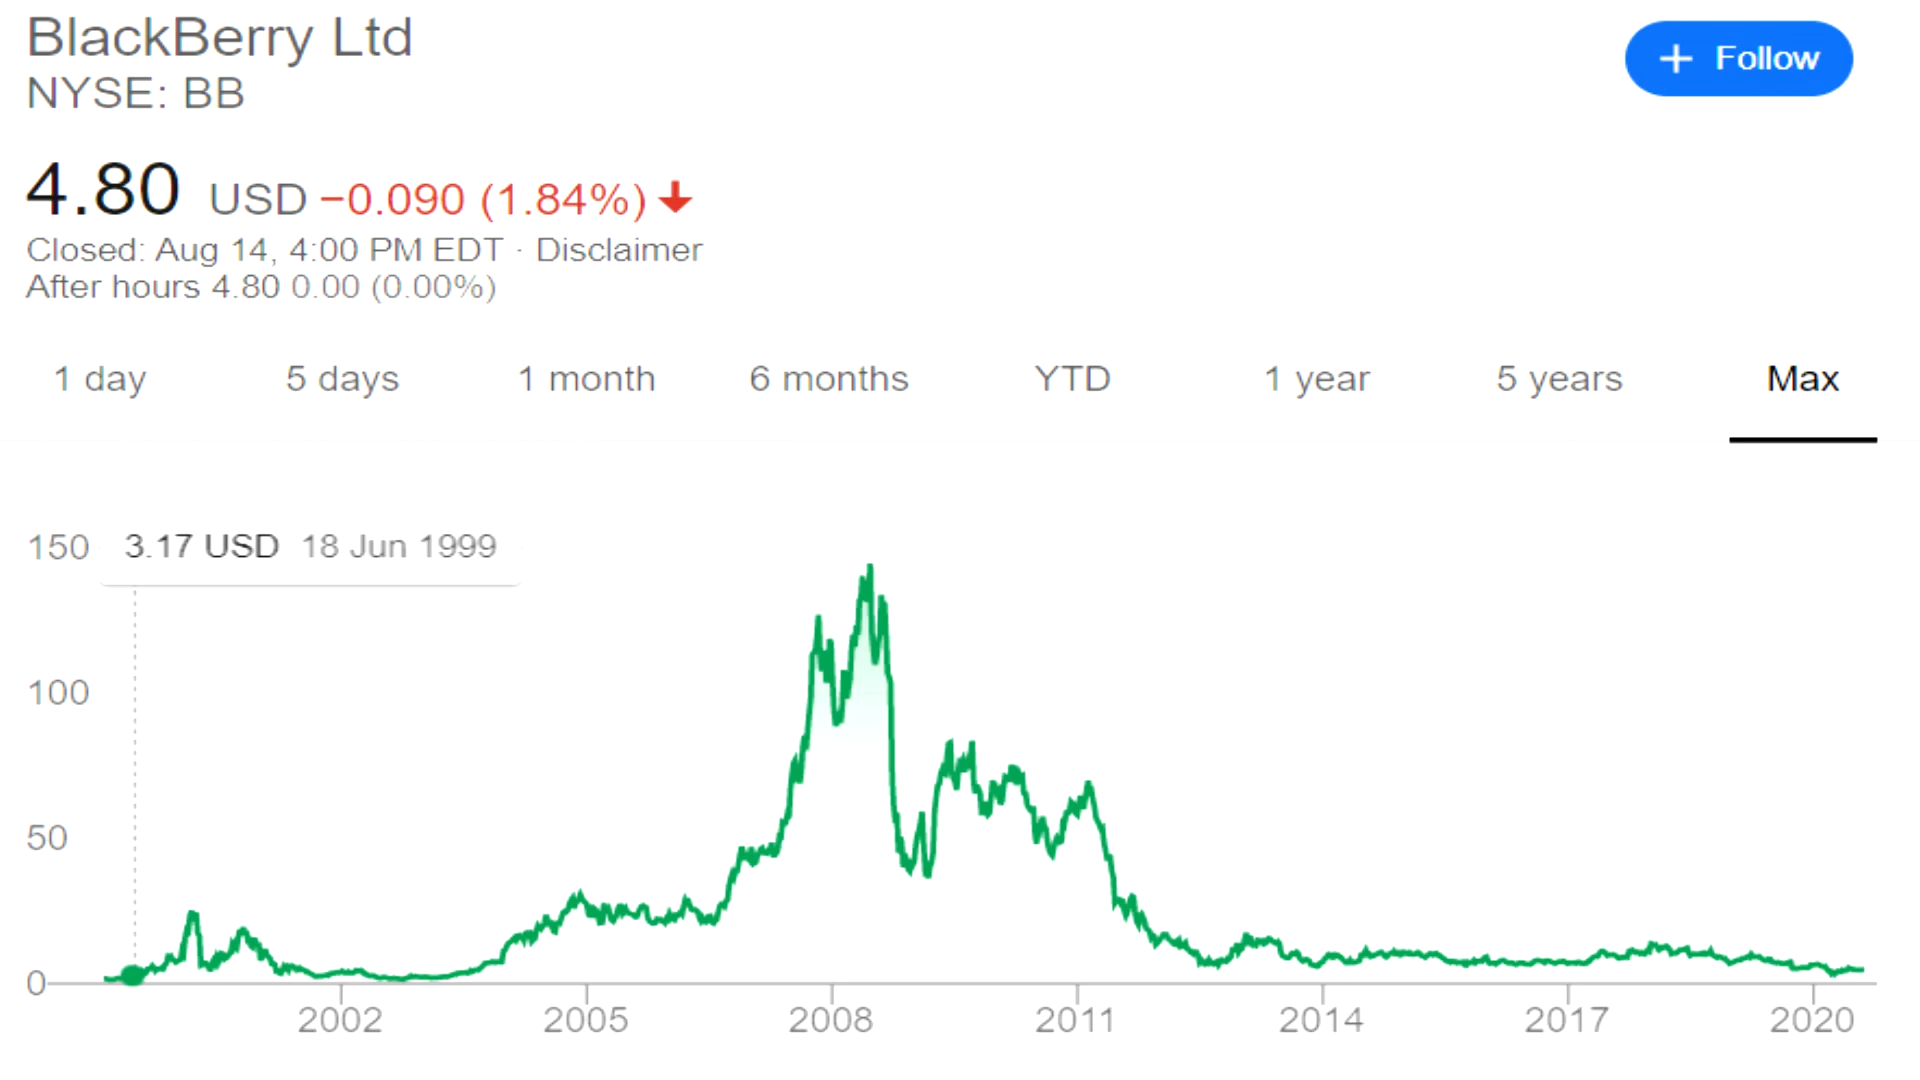 BlackBerry Ltd
NYSE: BB
+ Follow
4.80 USD −0.090 (1.84%)
Closed: Aug 14, 4:00 PM EDT · Disclaimer
After hours 4.80 0.00 (0.00%)
1 day 5 days 1 month 6 months YTD 1 year 5 years Max
150
3.17 USD 18 Jun 1999
100
50
0
2002 2005 2008 2011 2014 2017 2020